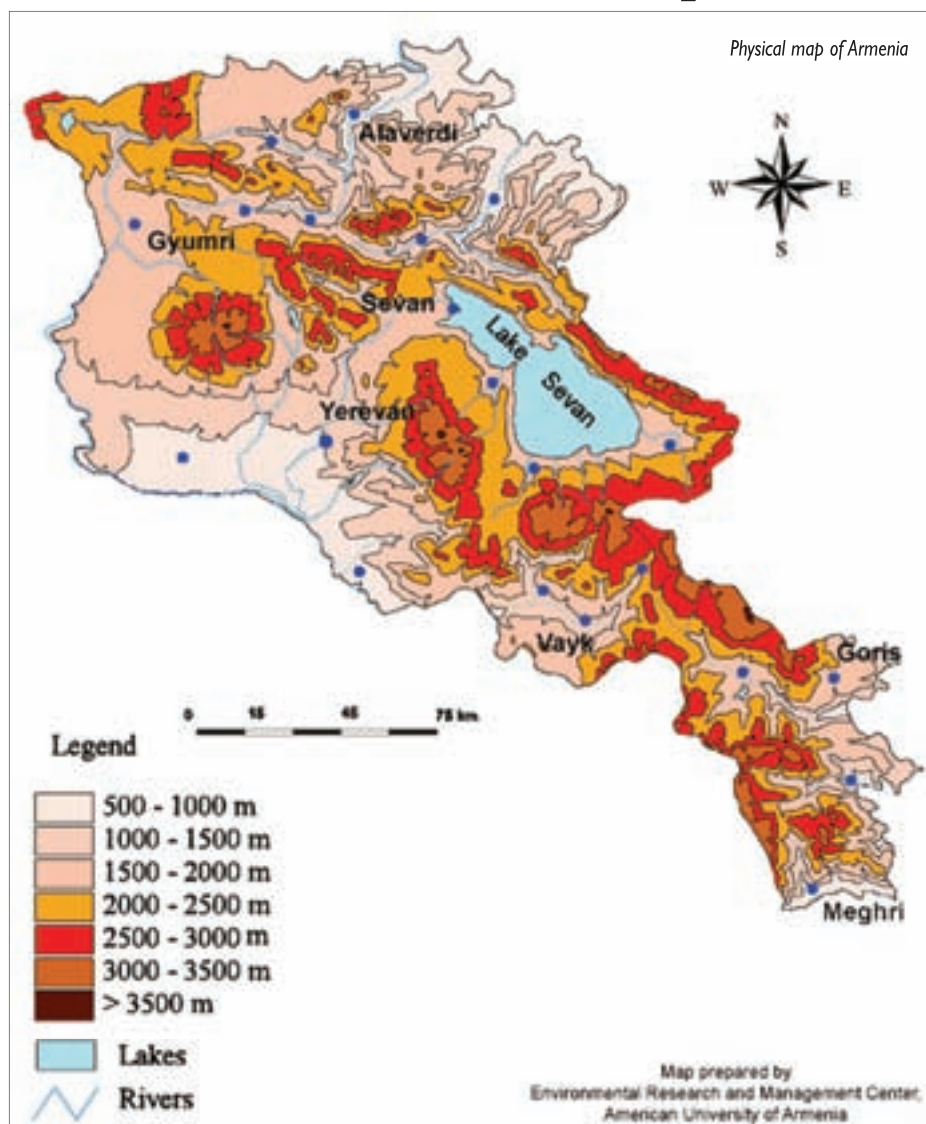 Physical map of Armenia
N
W E
S
Alaverdi
Gyumri
Sevan
Lake
Sevan
Yerevan
Vayk
Goris
Meghri
0 15 45 75 km
Legend
500 - 1000 m
1000 - 1500 m
1500 - 2000 m
2000 - 2500 m
2500 - 3000 m
3000 - 3500 m
> 3500 m
Lakes
Rivers
Map prepared by
Environmental Research and Management Center,
American University of Armenia